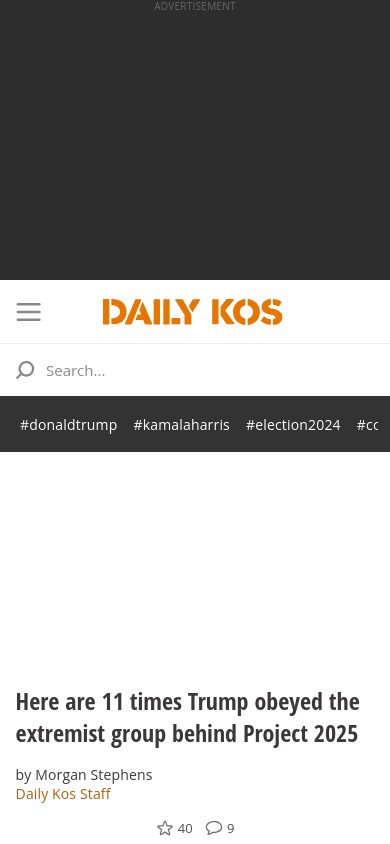 ADVERTISEMENT
DAILY KOS
Search...
#donaldtrump #kamalaharris #election2024
Here are 11 times Trump obeyed the
extremist group behind Project 2025
by Morgan Stephens
Daily Kos Staff
40 9